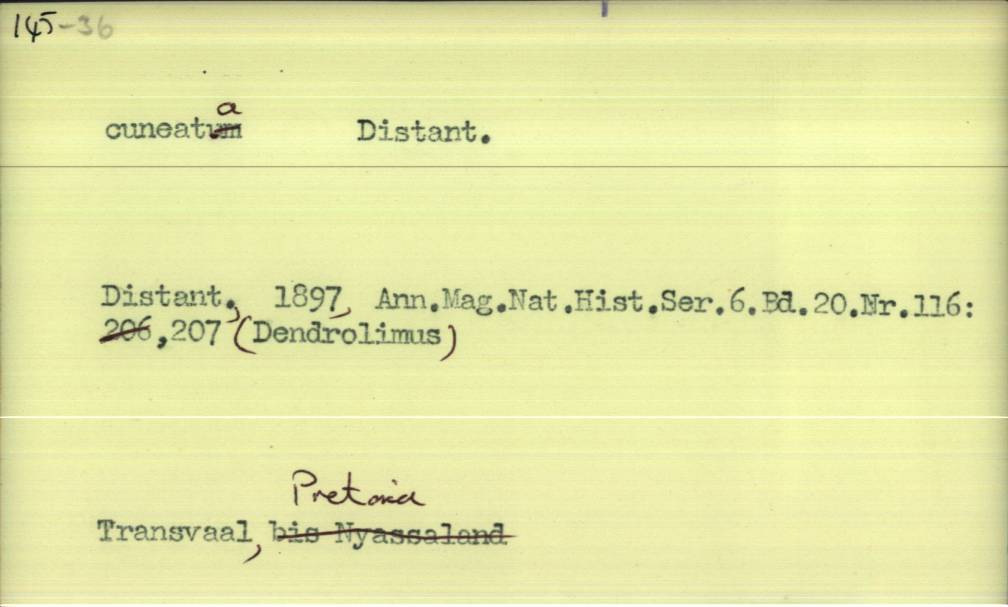 145-36
a
cuneatum Distant.
Distant., 1897, Ann.Mag.Nat.Hist.Ser.6.Bd.20.Nr.116:
206,207 (Dendrolimus)
Pretoria
Transvaal, bis Nyassaland